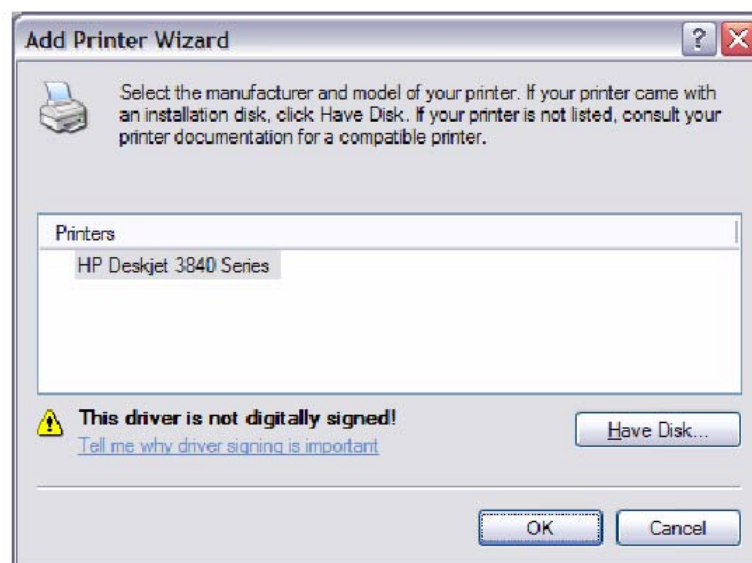 Add Printer Wizard
?
X
Select the manufacturer and model of your printer. If your printer came with
an installation disk, click Have Disk. If your printer is not listed, consult your
printer documentation for a compatible printer.
Printers
HP Deskjet 3840 Series
This driver is not digitally signed!
Tell me why driver signing is important
Have Disk...
OK
Cancel